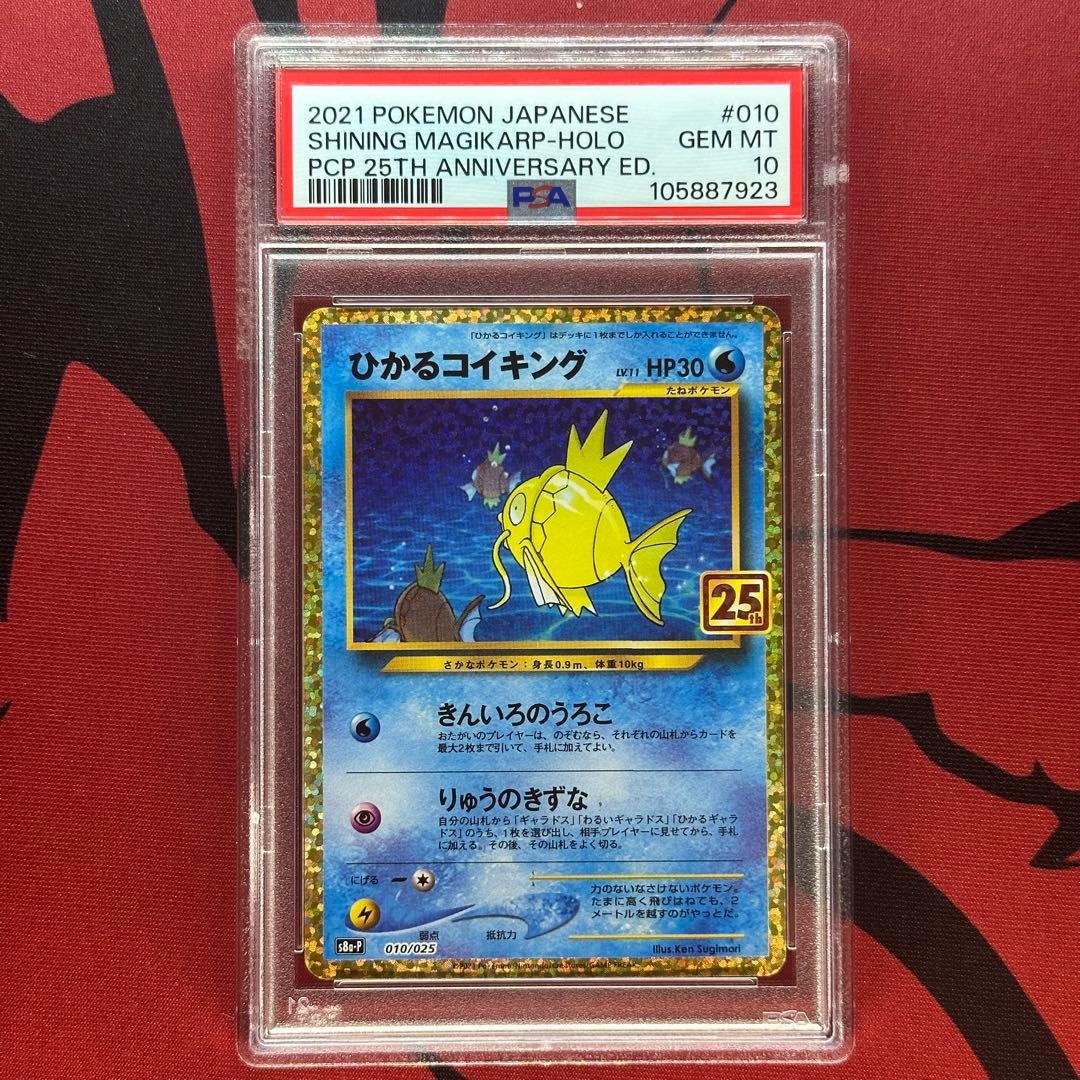 2021 POKEMON JAPANESE #010
SHINING MAGIKARP-HOLO GEM MT
PCP 25TH ANNIVERSARY ED. 10
PSA 105887923
「ひかるコイキング」はデッキに1枚までしか入れることができません。
ひかるコイキング LV.11 HP30
たねポケモン
25th
さかなポケモン：身長0.9m、体重10kg
きんいろのうろこ
おたがいのプレイヤーは、のぞむなら、それぞれの山札からカードを
最大2枚まで引いて、手札に加えてよい。
りゅうのきずな
自分の山札から「ギャラドス」「わるいギャラドス」「ひかるギャラ
ドス」のうち、1枚を選び出し、相手プレイヤーに見せてから、手札
に加える。その後、その山札をよく切る。
にげる
力のないなさけないポケモン。
たまに高く飛びはねても、2
メートルを越すのがやっとだ。
弱点 抵抗力
s8a-P 010/025
Illus.Ken Sugimori
©2021 Pokémon/Nintendo/Creatures/GAME FREAK
PSA